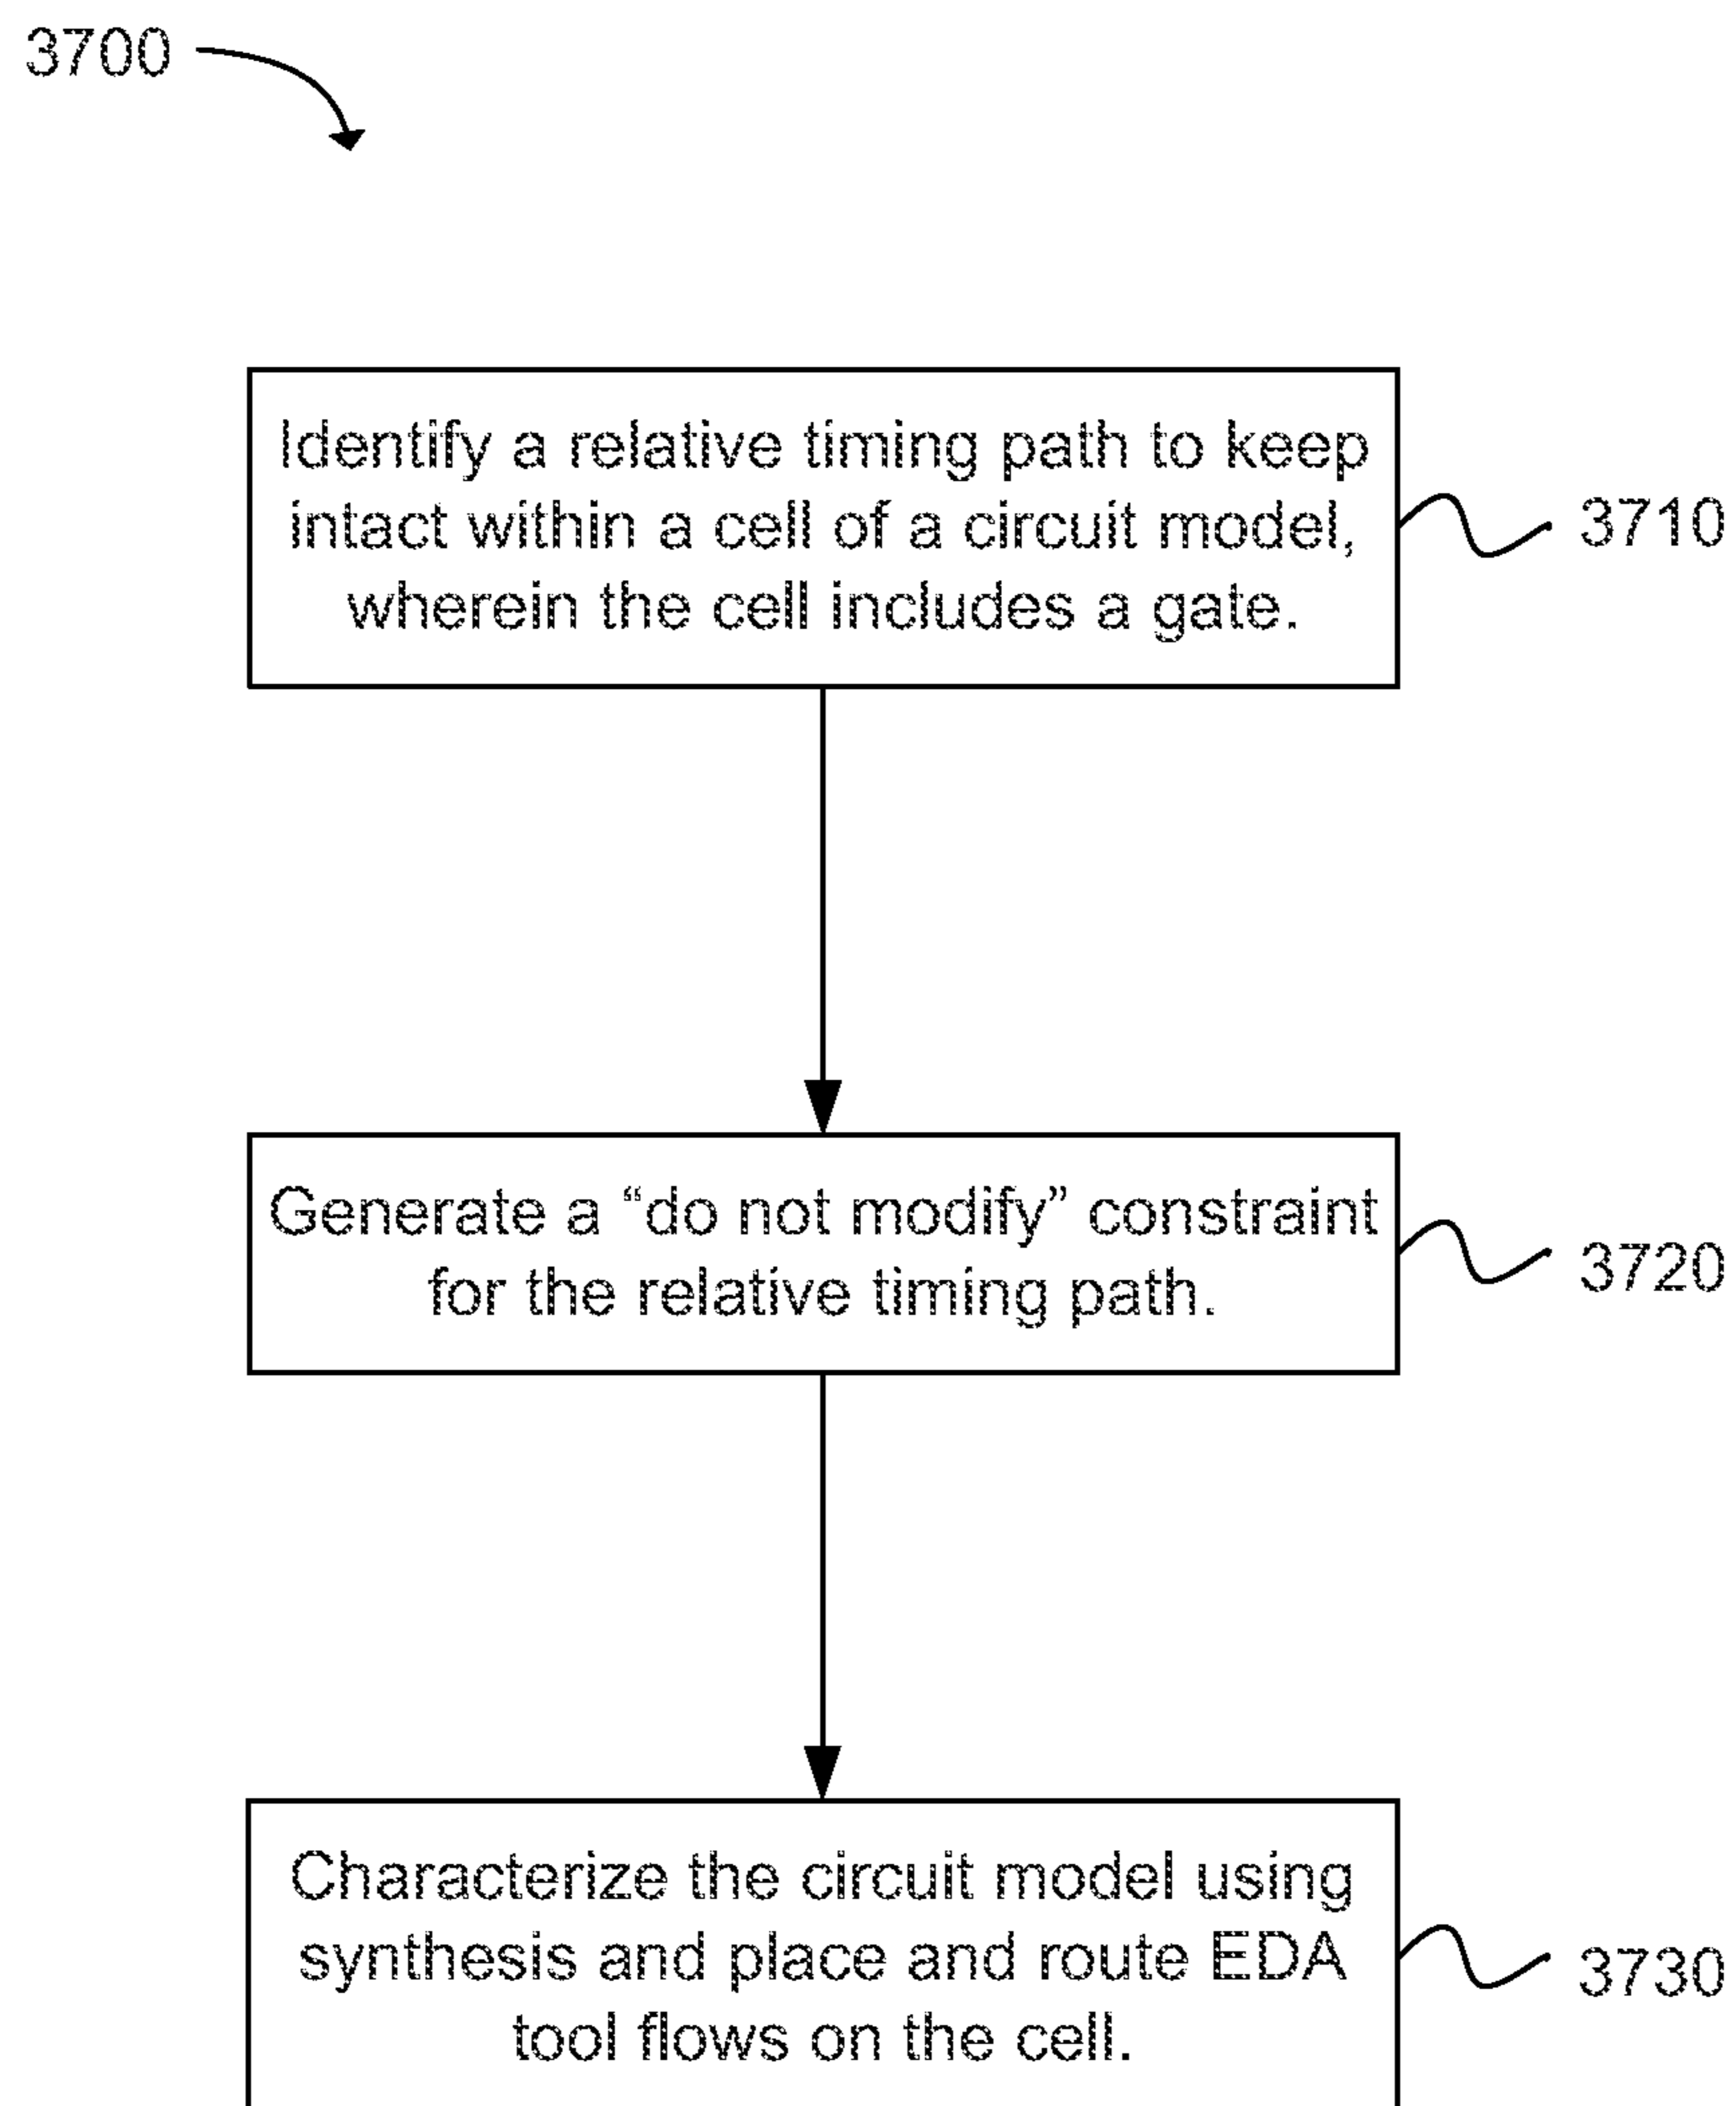 3700
Identify a relative timing path to keep
intact within a cell of a circuit model,
wherein the cell includes a gate.
3710
Generate a “do not modify” constraint
for the relative timing path.
3720
Characterize the circuit model using
synthesis and place and route EDA
tool flows on the cell.
3730